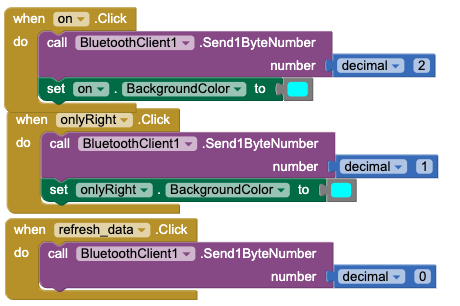 when on .Click
do call BluetoothClient1 .Send1ByteNumber
number decimal 2
set on . BackgroundColor to
when onlyRight .Click
do call BluetoothClient1 .Send1ByteNumber
number decimal 1
set onlyRight . BackgroundColor to
when refresh_data .Click
do call BluetoothClient1 .Send1ByteNumber
number decimal 0